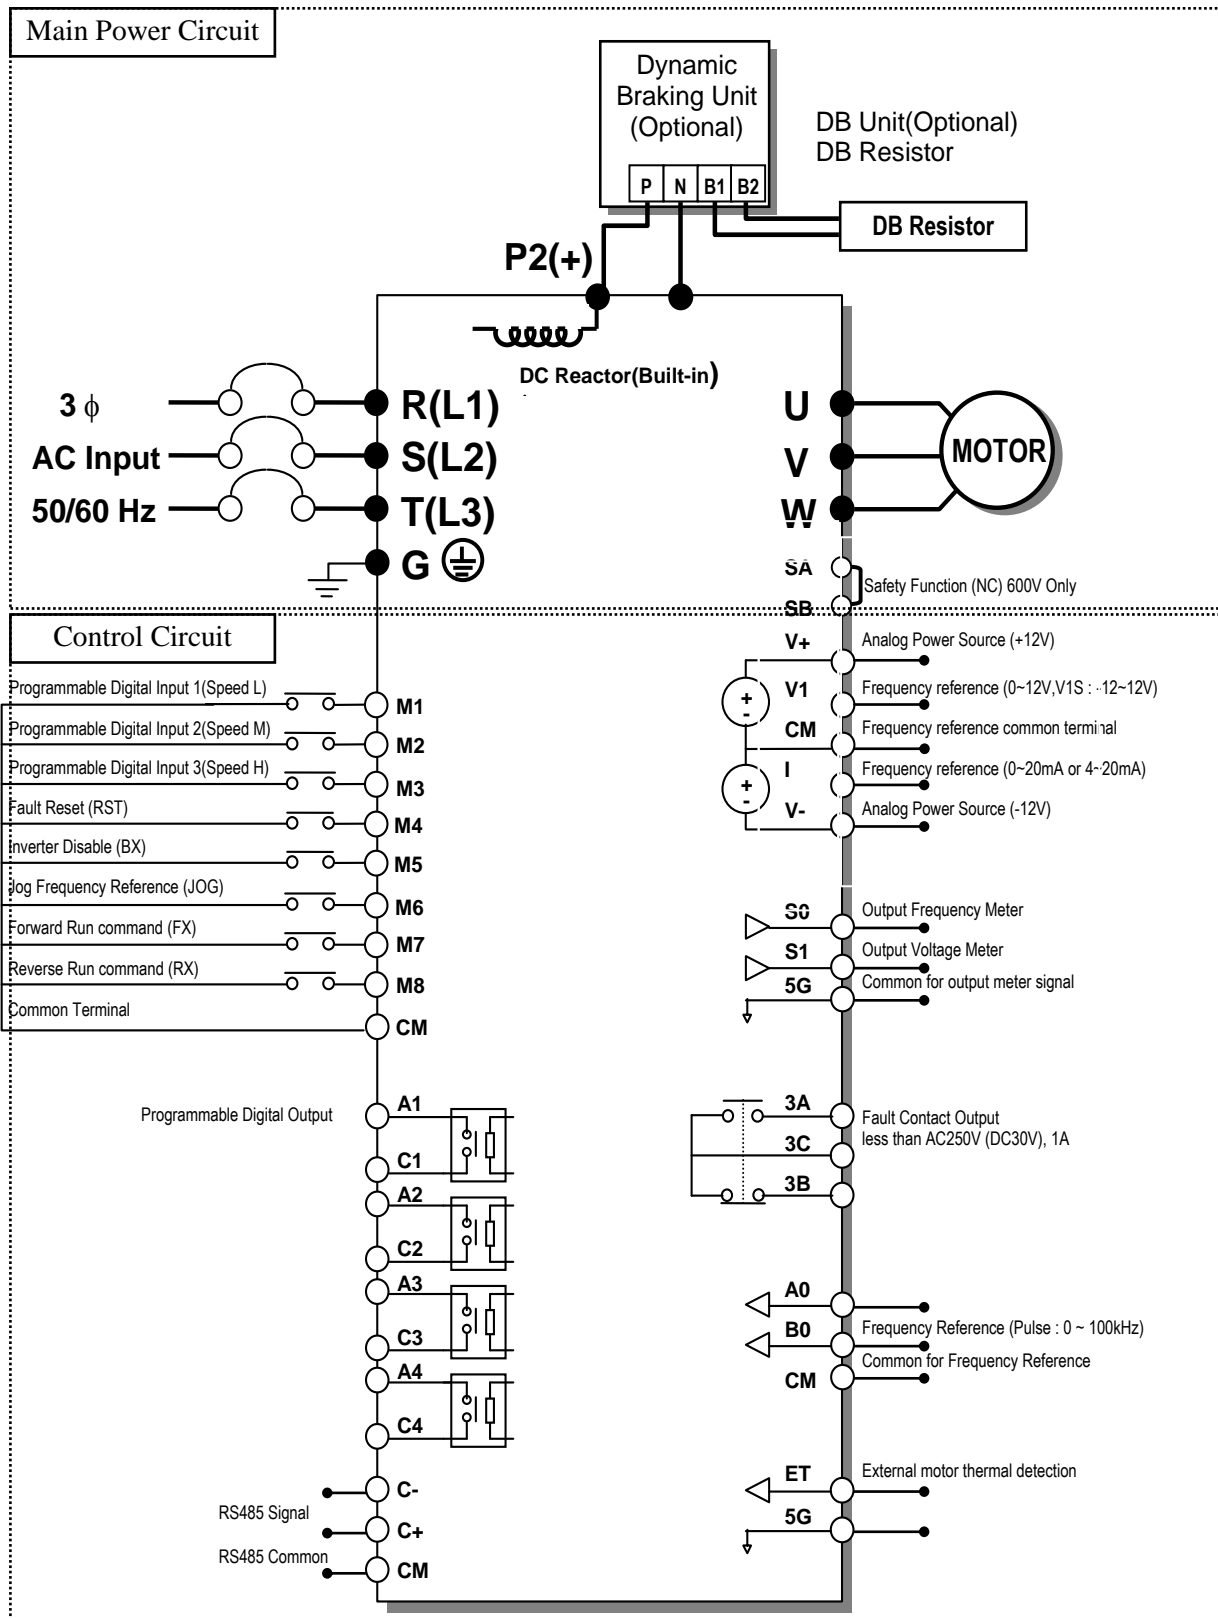 Main Power Circuit
Dynamic
Braking Unit
(Optional)
P N B1 B2
DB Unit(Optional)
DB Resistor
DB Resistor
P2(+)
DC Reactor(Built-in)
3 ϕ
AC Input
50/60 Hz
R(L1)
S(L2)
T(L3)
G
U
V
W
MOTOR
SA
SB
Safety Function (NC) 600V Only
Control Circuit
Programmable Digital Input 1(Speed L)
M1
Programmable Digital Input 2(Speed M)
M2
Programmable Digital Input 3(Speed H)
M3
Fault Reset (RST)
M4
Inverter Disable (BX)
M5
Jog Frequency Reference (JOG)
M6
Forward Run command (FX)
M7
Reverse Run command (RX)
M8
Common Terminal
CM
V+
Analog Power Source (+12V)
V1
Frequency reference (0~12V,V1S : -12~12V)
CM
Frequency reference common terminal
I
Frequency reference (0~20mA or 4~20mA)
V-
Analog Power Source (-12V)
+
-
+
-
S0
Output Frequency Meter
S1
Output Voltage Meter
5G
Common for output meter signal
Programmable Digital Output
A1
C1
A2
C2
A3
C3
A4
C4
3A
3C
3B
Fault Contact Output
less than AC250V (DC30V), 1A
A0
B0
Frequency Reference (Pulse : 0 ~ 100kHz)
CM
Common for Frequency Reference
C-
RS485 Signal
C+
RS485 Common
CM
ET
External motor thermal detection
5G